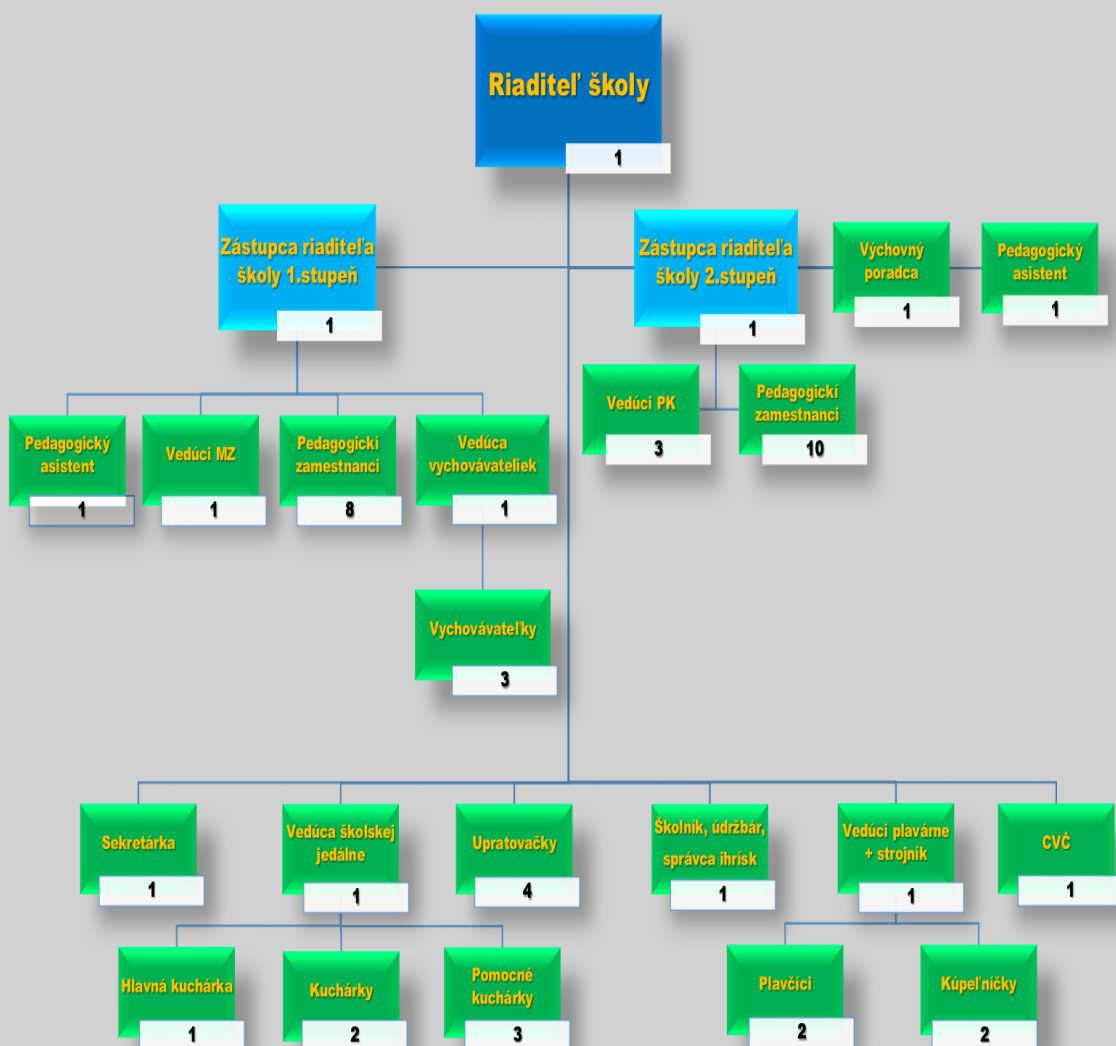 Riaditeľ školy
1
Zástupca riaditeľa
školy 1.stupeň
1
Zástupca riaditeľa
školy 2.stupeň
1
Výchovný
poradca
1
Pedagogický
asistent
1
Vedúci PK
3
Pedagogickí
zamestnanci
10
Pedagogický
asistent
1
Vedúci MZ
1
Pedagogickí
zamestnanci
8
Vedúca
vychovávateliek
1
Vychovávateľky
3
Sekretárka
1
Vedúca školskej
jedálne
1
Upratovačky
4
Školník, údržbár,
správca ihrísk
1
Vedúci plavárne
+ strojník
1
CVČ
1
Hlavná kuchárka
1
Kuchárky
2
Pomocné
kuchárky
3
Plavčíci
2
Kúpeľníčky
2